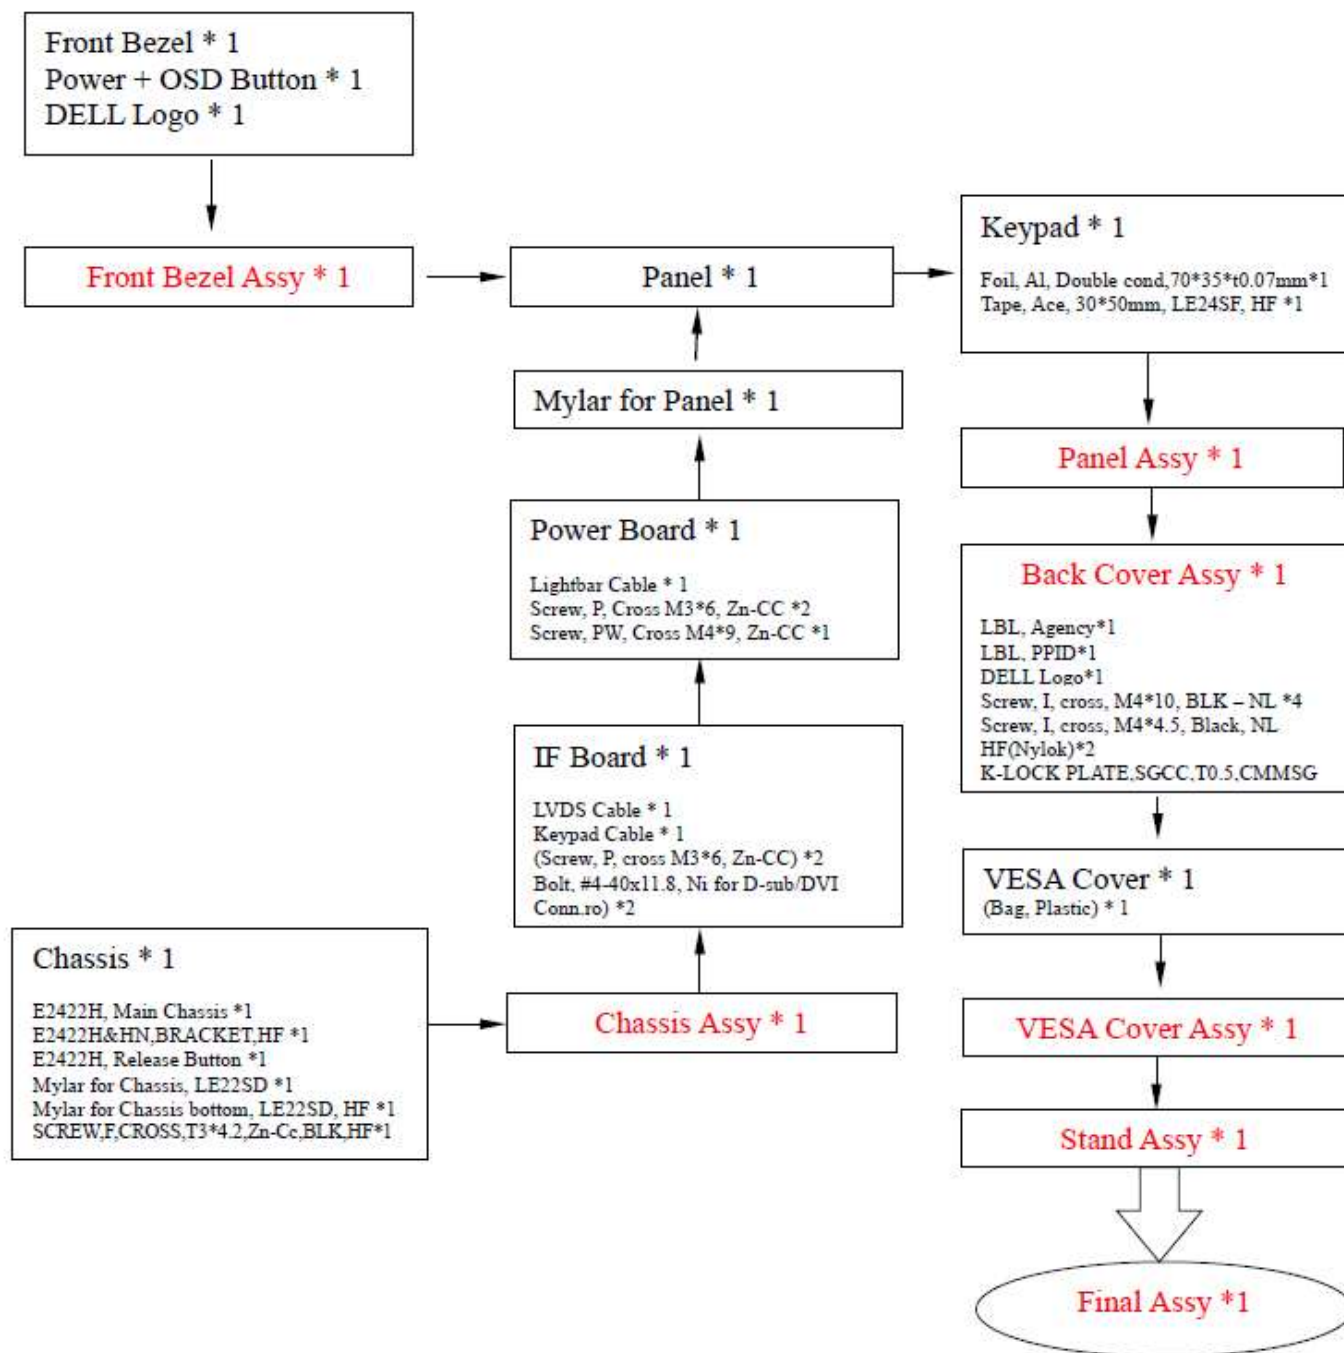 Front Bezel * 1
Power + OSD Button * 1
DELL Logo * 1
Front Bezel Assy * 1
Panel * 1
Keypad * 1
Foil, Al, Double cond,70*35*t0.07mm*1
Tape, Ace, 30*50mm, LE24SF, HF *1
Mylar for Panel * 1
Panel Assy * 1
Power Board * 1
Lightbar Cable * 1
Screw, P, Cross M3*6, Zn-CC *2
Screw, PW, Cross M4*9, Zn-CC *1
Back Cover Assy * 1
LBL, Agency*1
LBL, PPID*1
DELL Logo*1
Screw, I, cross, M4*10, BLK – NL *4
Screw, I, cross, M4*4.5, Black, NL
HF(Nylok)*2
K-LOCK PLATE,SGCC,T0.5,CMMSG
IF Board * 1
LVDS Cable * 1
Keypad Cable * 1
(Screw, P, cross M3*6, Zn-CC) *2
Bolt, #4-40x11.8, Ni for D-sub/DVI
Conn.ro) *2
VESA Cover * 1
(Bag, Plastic) * 1
Chassis * 1
E2422H, Main Chassis *1
E2422H&HN,BRACKET,HF *1
E2422H, Release Button *1
Mylar for Chassis, LE22SD *1
Mylar for Chassis bottom, LE22SD, HF *1
SCREW,F,CROSS,T3*4.2,Zn-Cc,BLK,HF*1
Chassis Assy * 1
VESA Cover Assy * 1
Stand Assy * 1
Final Assy *1